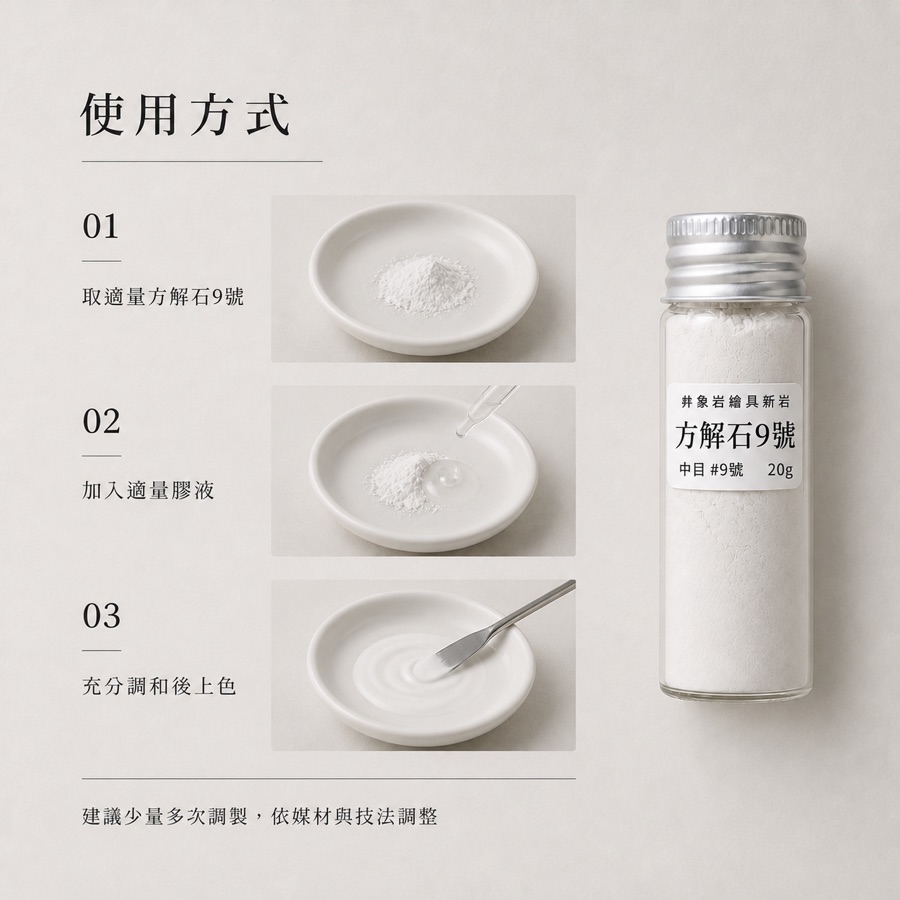 使用方式
01
取適量方解石9號
02
加入適量膠液
03
充分調和後上色
建議少量多次調製，依媒材與技法調整
象岩繪具新岩
方解石9號
中目 #9號 20g